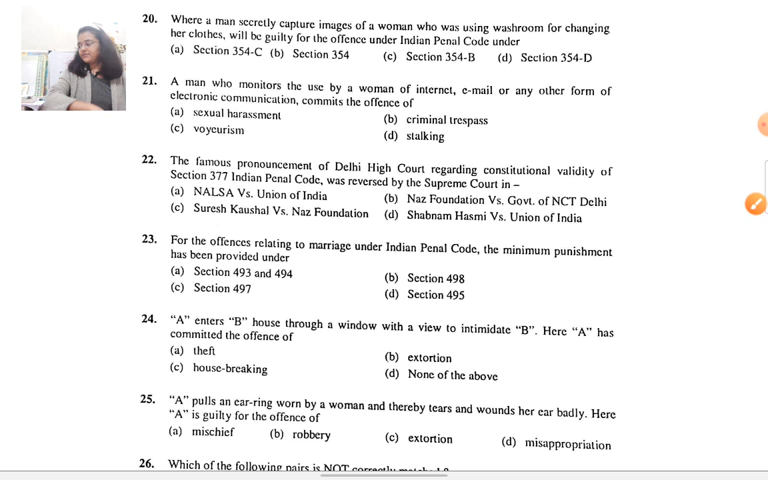 20. Where a man secretly capture images of a woman who was using washroom for changing
her clothes, will be guilty for the offence under Indian Penal Code under
(a) Section 354-C (b) Section 354 (c) Section 354-B (d) Section 354-D
21. A man who monitors the use by a woman of internet, e-mail or any other form of
electronic communication, commits the offence of
(a) sexual harassment (b) criminal trespass
(c) voyeurism (d) stalking
22. The famous pronouncement of Delhi High Court regarding constitutional validity of
Section 377 Indian Penal Code, was reversed by the Supreme Court in –
(a) NALSA Vs. Union of India (b) Naz Foundation Vs. Govt. of NCT Delhi
(c) Suresh Kaushal Vs. Naz Foundation (d) Shabnam Hasmi Vs. Union of India
23. For the offences relating to marriage under Indian Penal Code, the minimum punishment
has been provided under
(a) Section 493 and 494 (b) Section 498
(c) Section 497 (d) Section 495
24. “A” enters “B” house through a window with a view to intimidate “B”. Here “A” has
committed the offence of
(a) theft (b) extortion
(c) house-breaking (d) None of the above
25. “A” pulls an ear-ring worn by a woman and thereby tears and wounds her ear badly. Here
“A” is guilty for the offence of
(a) mischief (b) robbery (c) extortion (d) misappropriation
26. Which of the following pairs is NOT correctly